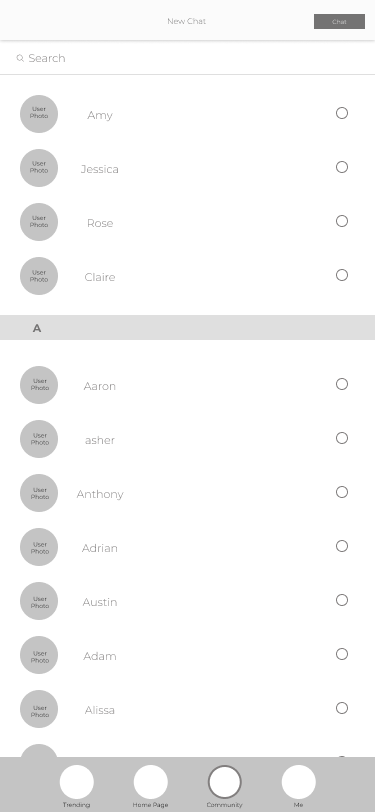 New Chat
Chat
Search
User
Photo
Amy
User
Photo
Jessica
User
Photo
Rose
User
Photo
Claire
A
User
Photo
Aaron
User
Photo
asher
User
Photo
Anthony
User
Photo
Adrian
User
Photo
Austin
User
Photo
Adam
User
Photo
Alissa
Trending
Home Page
Community
Me